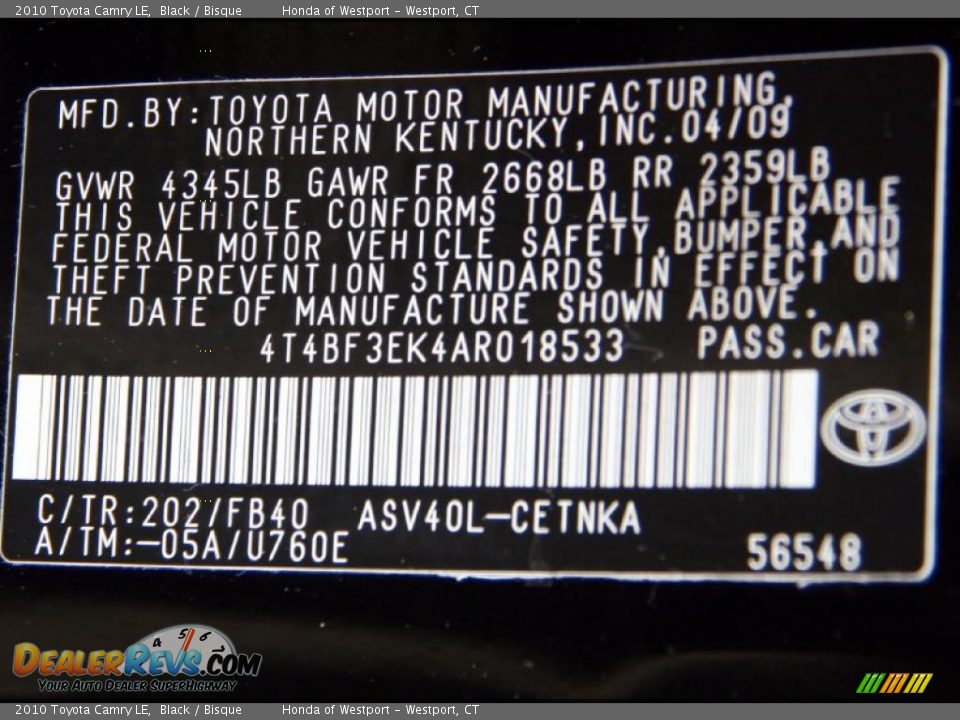 2010 Toyota Camry LE, Black / Bisque Honda of Westport - Westport, CT
MFD.BY:TOYOTA MOTOR MANUFACTURING,
NORTHERN KENTUCKY,INC.04/09
GVWR 4345LB GAWR FR 2668LB RR 2359LB
THIS VEHICLE CONFORMS TO ALL APPLICABLE
FEDERAL MOTOR VEHICLE SAFETY,BUMPER,AND
THEFT PREVENTION STANDARDS IN EFFECT ON
THE DATE OF MANUFACTURE SHOWN ABOVE.
4T4BF3EK4AR018533 PASS.CAR
C/TR:202/FB40 ASV40L-CETNKA
A/TM:-05A/U760E
56548
4 5 6
DEALERREVS.COM
YOUR AUTO DEALER SUPERHIGHWAY
2010 Toyota Camry LE, Black / Bisque Honda of Westport - Westport, CT